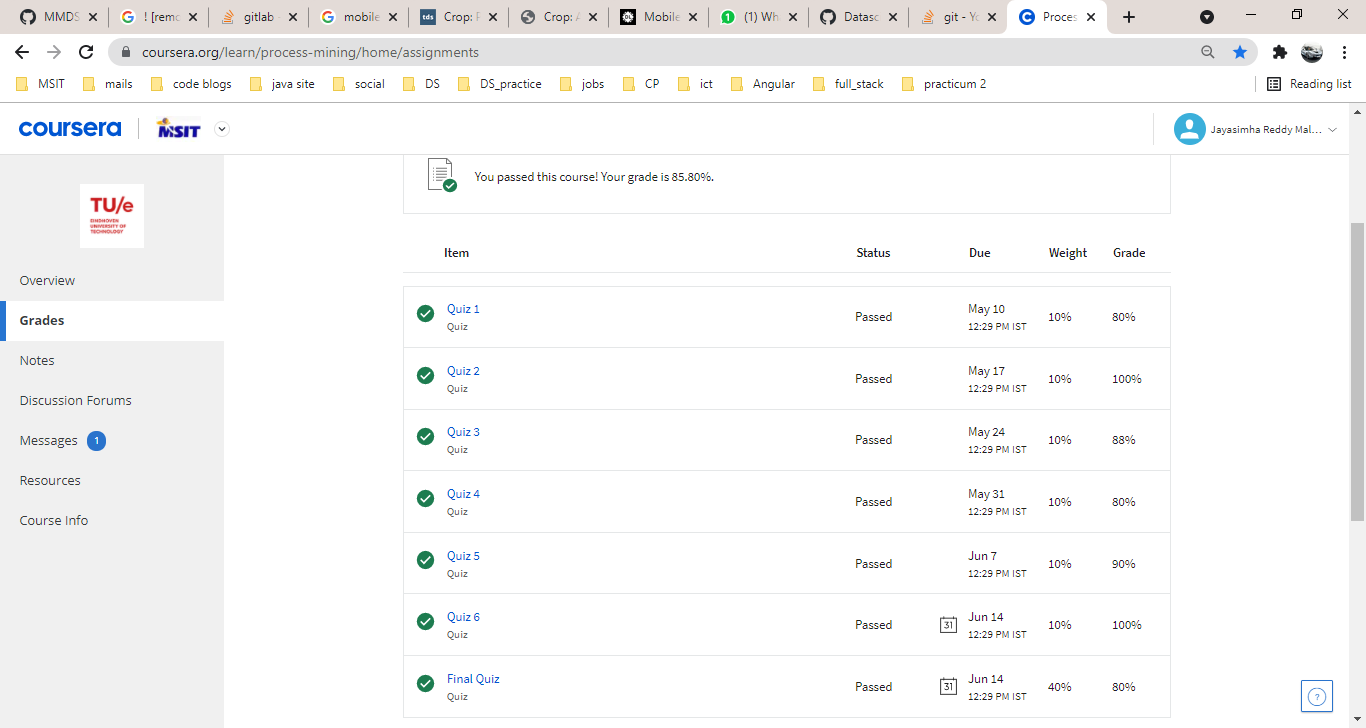 MMDS
! [remo
gitlab -
mobile
Crop: F
Crop: A
Mobile
(1) Wh
Datasc
git - Yo
Proces
coursera.org/learn/process-mining/home/assignments
MSIT mails code blogs java site social DS DS_practice jobs CP ict Angular full_stack practicum 2 Reading list
coursera MSIT Jayasimha Reddy Mal...
TU/e
EINDHOVEN
UNIVERSITY OF
TECHNOLOGY
Overview
Grades
Notes
Discussion Forums
Messages 1
Resources
Course Info
You passed this course! Your grade is 85.80%.
Item Status Due Weight Grade
Quiz 1 Passed May 10 10% 80%
Quiz 12:29 PM IST
Quiz 2 Passed May 17 10% 100%
Quiz 12:29 PM IST
Quiz 3 Passed May 24 10% 88%
Quiz 12:29 PM IST
Quiz 4 Passed May 31 10% 80%
Quiz 12:29 PM IST
Quiz 5 Passed Jun 7 10% 90%
Quiz 12:29 PM IST
Quiz 6 Passed 31 Jun 14 10% 100%
Quiz 12:29 PM IST
Final Quiz Passed 31 Jun 14 40% 80%
Quiz 12:29 PM IST
?